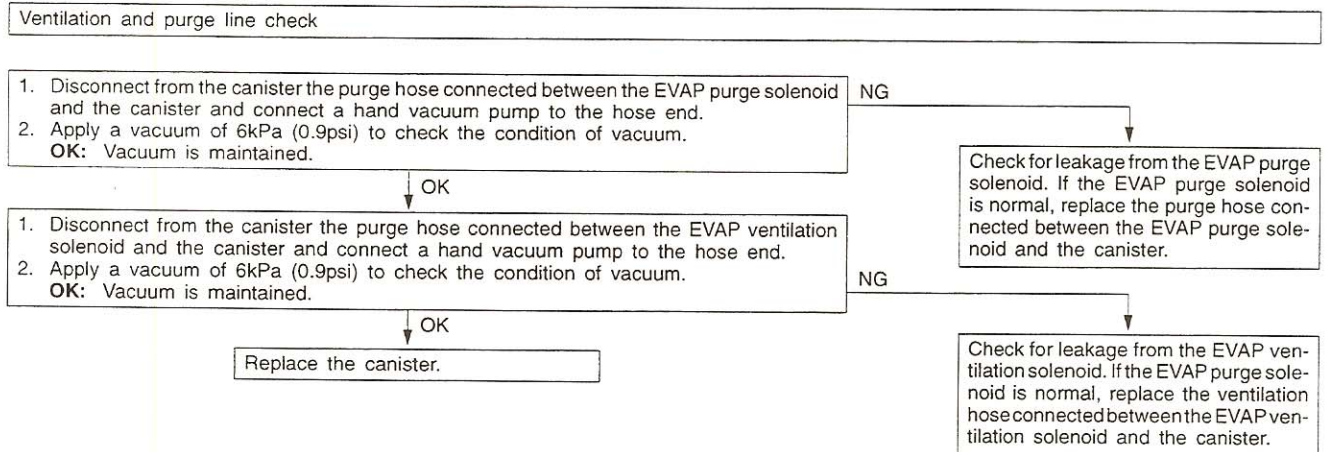 Ventilation and purge line check
1. Disconnect from the canister the purge hose connected between the EVAP purge solenoid
and the canister and connect a hand vacuum pump to the hose end.
2. Apply a vacuum of 6kPa (0.9psi) to check the condition of vacuum.
OK: Vacuum is maintained.
NG
Check for leakage from the EVAP purge
solenoid. If the EVAP purge solenoid
is normal, replace the purge hose con-
nected between the EVAP purge sole-
noid and the canister.
OK
1. Disconnect from the canister the purge hose connected between the EVAP ventilation
solenoid and the canister and connect a hand vacuum pump to the hose end.
2. Apply a vacuum of 6kPa (0.9psi) to check the condition of vacuum.
OK: Vacuum is maintained.
NG
Check for leakage from the EVAP ven-
tilation solenoid. If the EVAP purge sole-
noid is normal, replace the ventilation
hose connected between the EVAP ven-
tilation solenoid and the canister.
OK
Replace the canister.